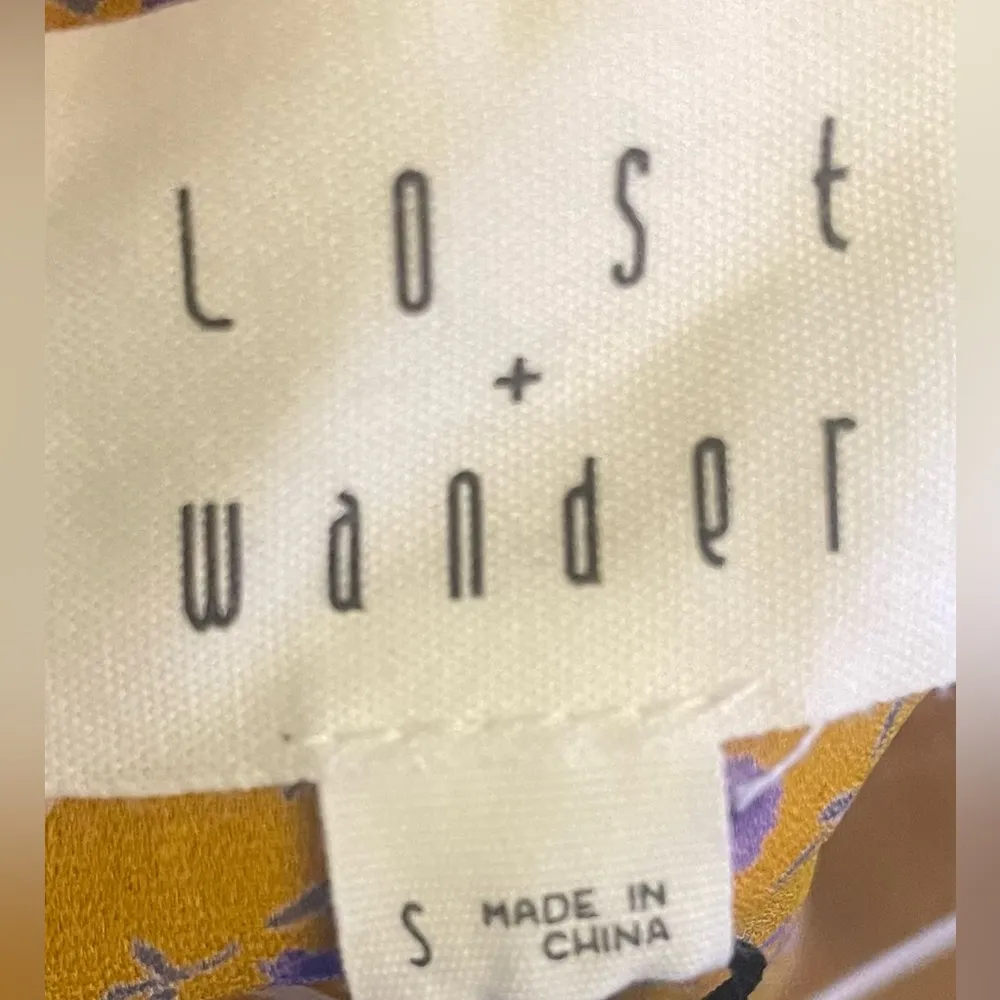 Lost
+
wander
S MADE IN
CHINA